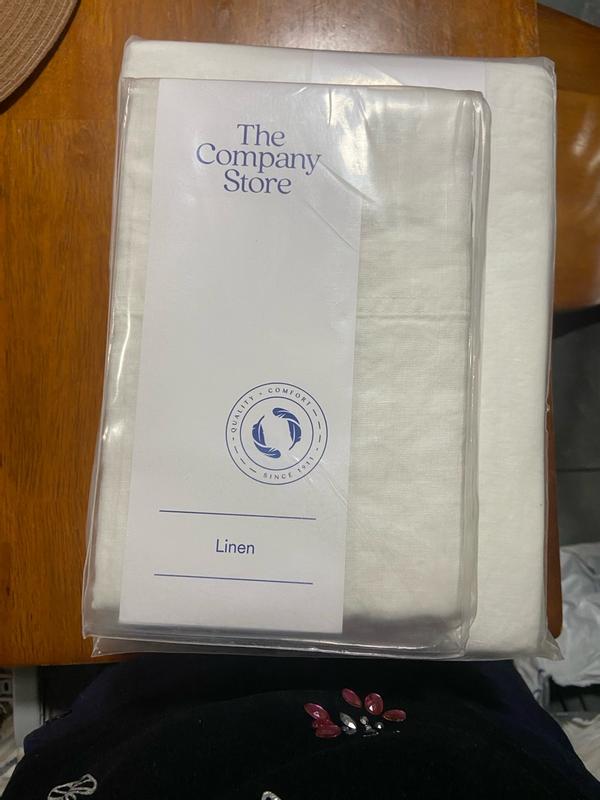 The
Company
Store
QUALITY - COMFORT
SINCE 1911
Linen